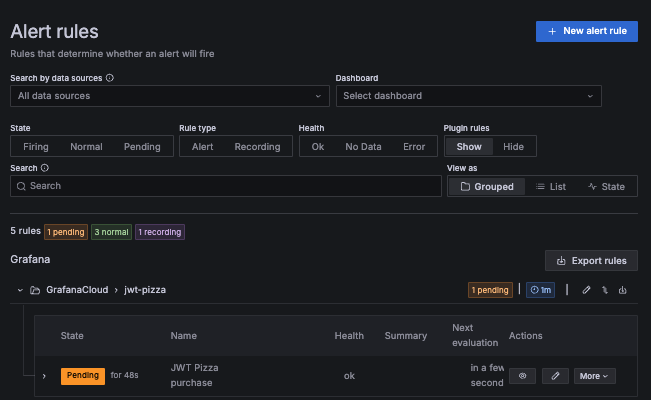 Alert rules
New alert rule
Rules that determine whether an alert will fire
Search by data sources
Dashboard
All data sources
Select dashboard
State
Rule type
Health
Plugin rules
Firing Normal Pending
Alert Recording
Ok No Data Error
Show Hide
Search
View as
Search
Grouped List State
5 rules 1 pending 3 normal 1 recording
Grafana
Export rules
GrafanaCloud > jwt-pizza
1 pending 1m
State Name Health Summary Next evaluation Actions
Pending for 48s
JWT Pizza
purchase
ok
in a few
second
More